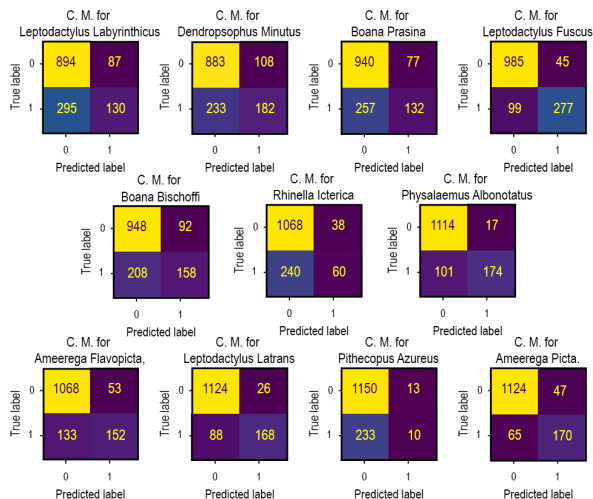 C. M. for
Leptodactylus Labyrinthicus
True label
0
894
87
1
295
130
0
1
Predicted label
C. M. for
Dendropsophus Minutus
True label
0
883
108
1
233
182
0
1
Predicted label
C. M. for
Boana Prasina
True label
0
940
77
1
257
132
0
1
Predicted label
C. M. for
Leptodactylus Fuscus
True label
0
985
45
1
99
277
0
1
Predicted label
C. M. for
Boana Bischoffi
True label
0
948
92
1
208
158
0
1
Predicted label
C. M. for
Rhinella Icterica
True label
0
1068
38
1
240
60
0
1
Predicted label
C. M. for
Physalaemus Albonotatus
True label
0
1114
17
1
101
174
0
1
Predicted label
C. M. for
Ameerega Flavopicta,
True label
0
1068
53
1
133
152
0
1
Predicted label
C. M. for
Leptodactylus Latrans
True label
0
1124
26
1
88
168
0
1
Predicted label
C. M. for
Pithecopus Azureus
True label
0
1150
13
1
233
10
0
1
Predicted label
C. M. for
Ameerega Picta.
True label
0
1124
47
1
65
170
0
1
Predicted label